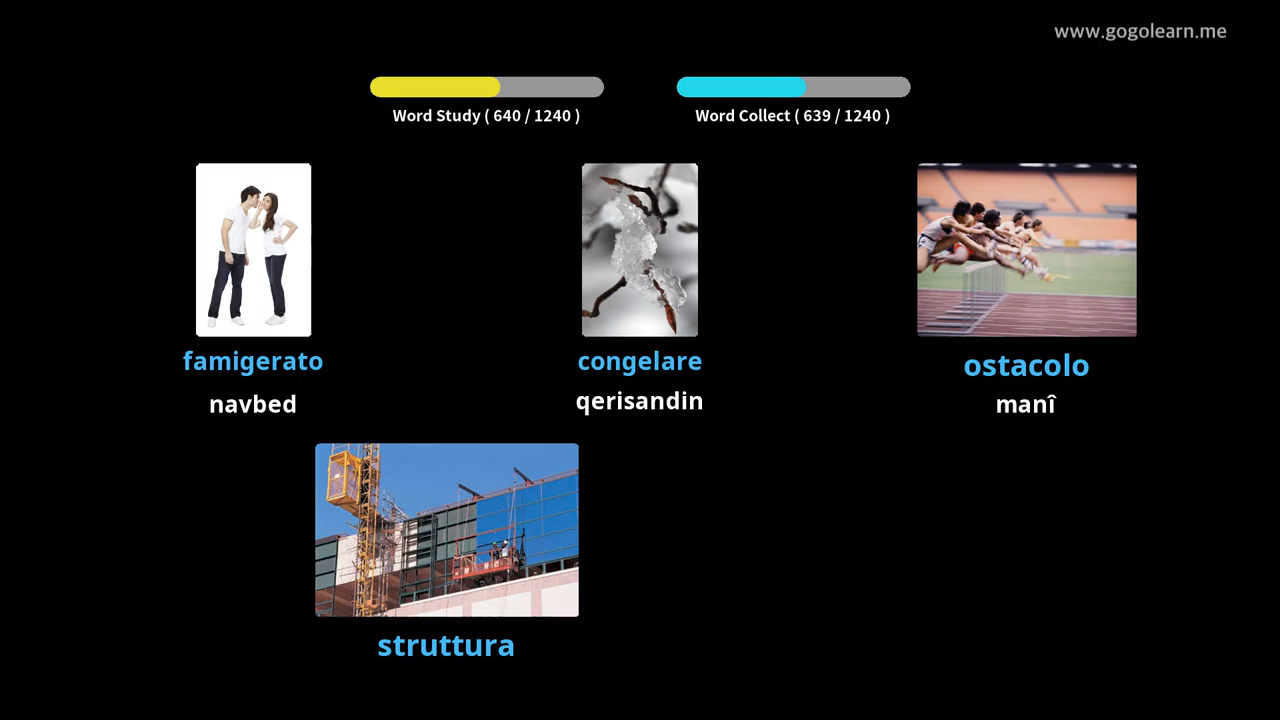 www.gogolearn.me
Word Study ( 640 / 1240 )
Word Collect ( 639 / 1240 )
famigerato
navbed
congelare
qerisandin
ostacolo
manî
struttura